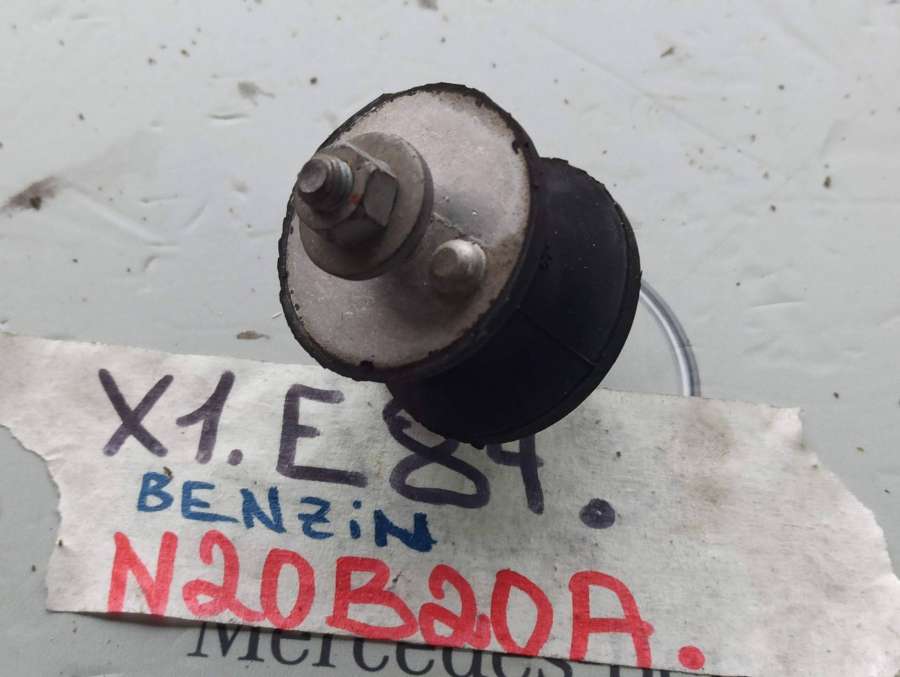 X1. E84.
BENZiN
N20B20A.
Mercedes